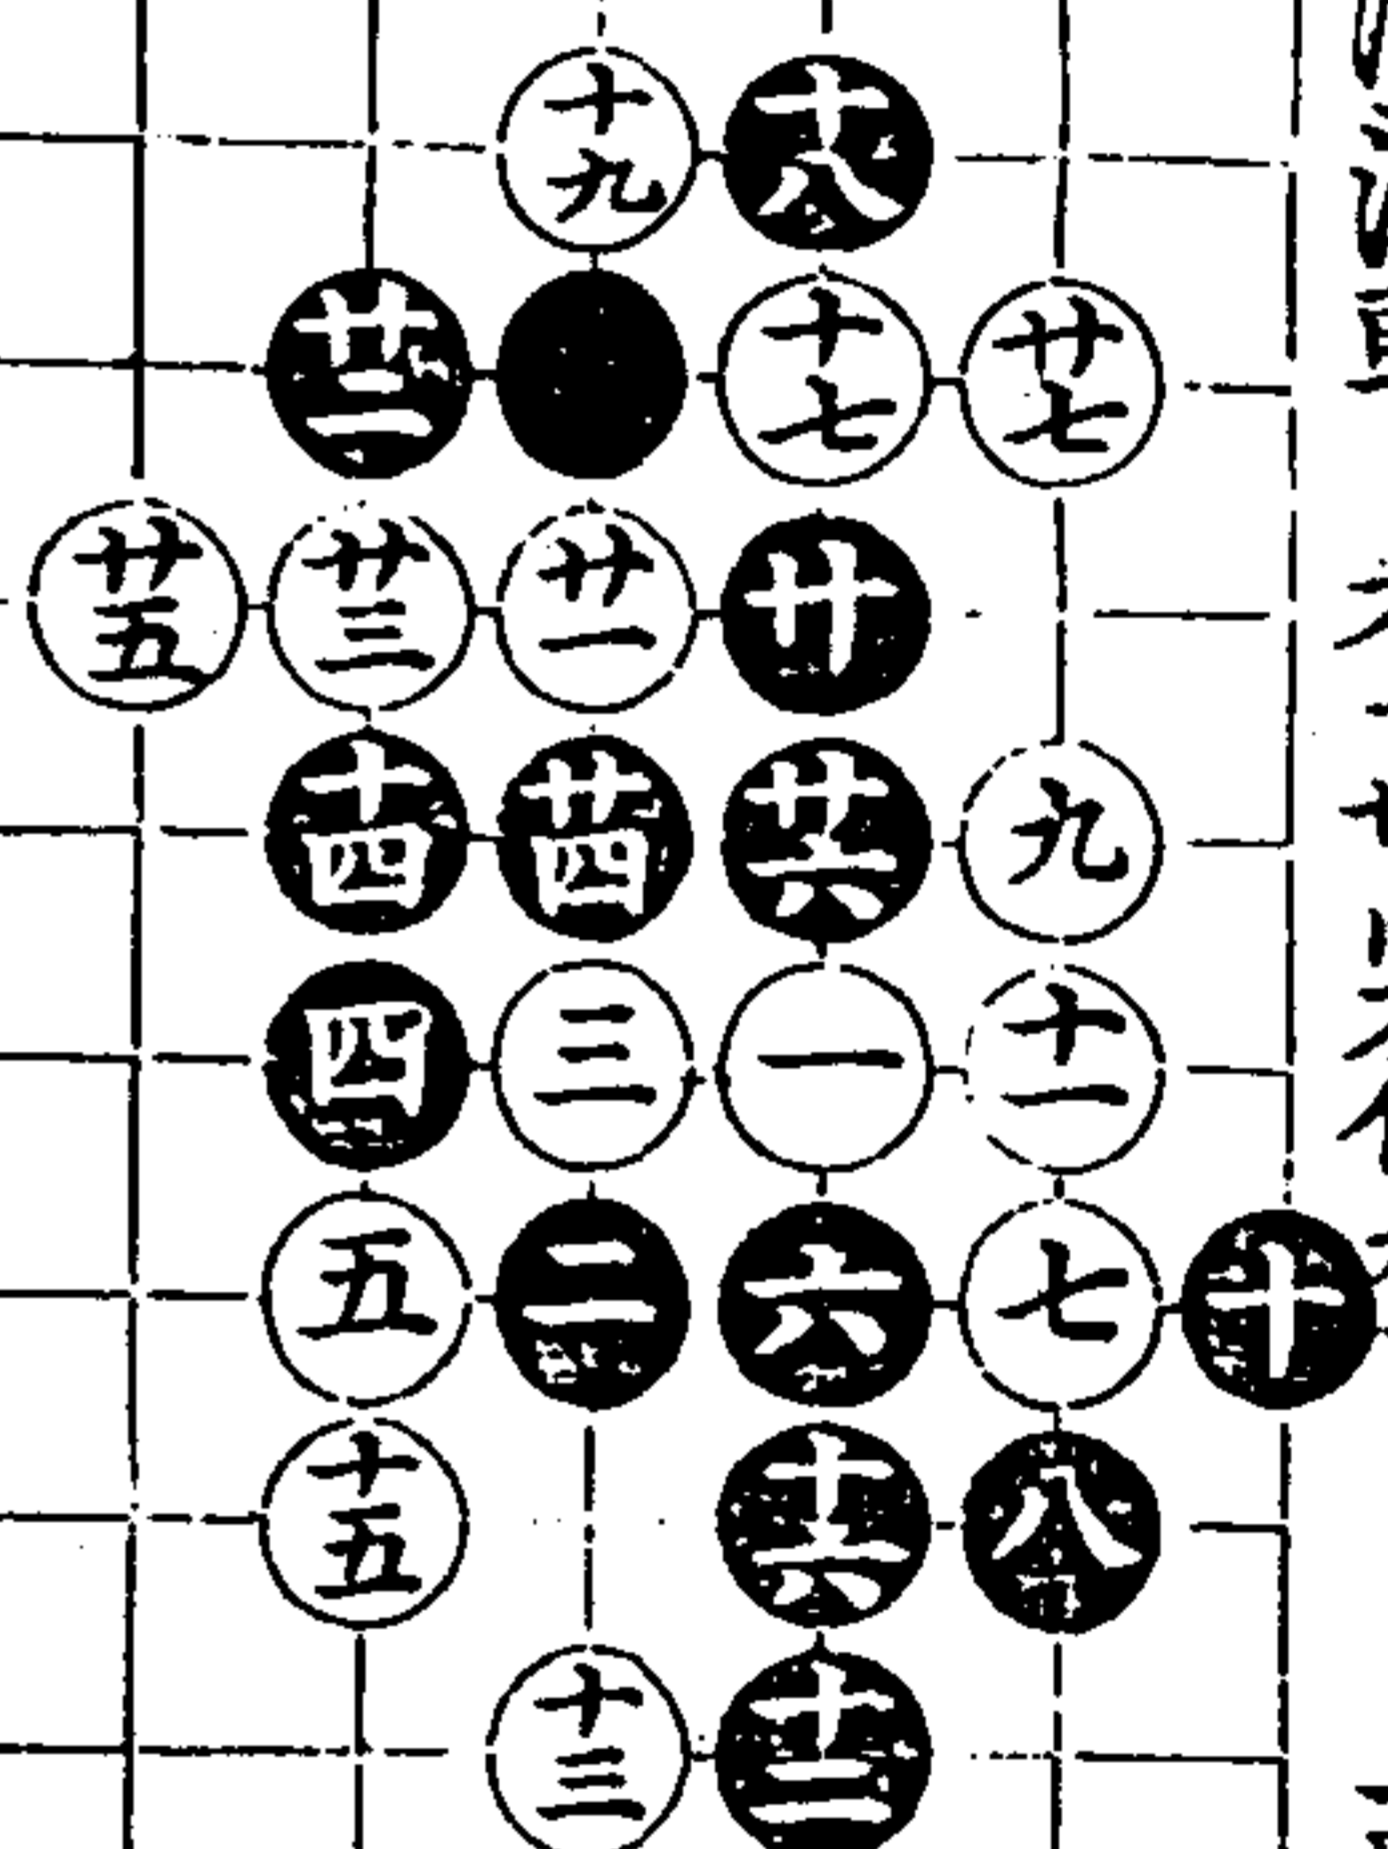 十九 十八
廿二 十七 廿七
廿五 廿三 廿一 廿
十四 廿四 廿六 九
四 三 一 十一
五 二 六 七 十
十五 十六 八
十三 十二